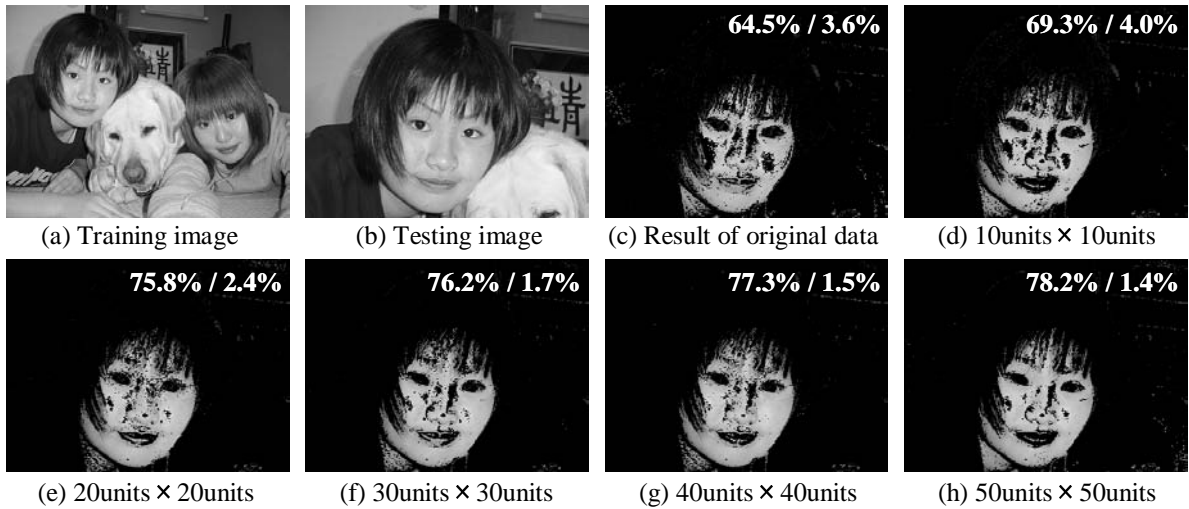 64.5% / 3.6%
69.3% / 4.0%
(a) Training image
(b) Testing image
(c) Result of original data
(d) 10units × 10units
75.8% / 2.4%
76.2% / 1.7%
77.3% / 1.5%
78.2% / 1.4%
(e) 20units × 20units
(f) 30units × 30units
(g) 40units × 40units
(h) 50units × 50units